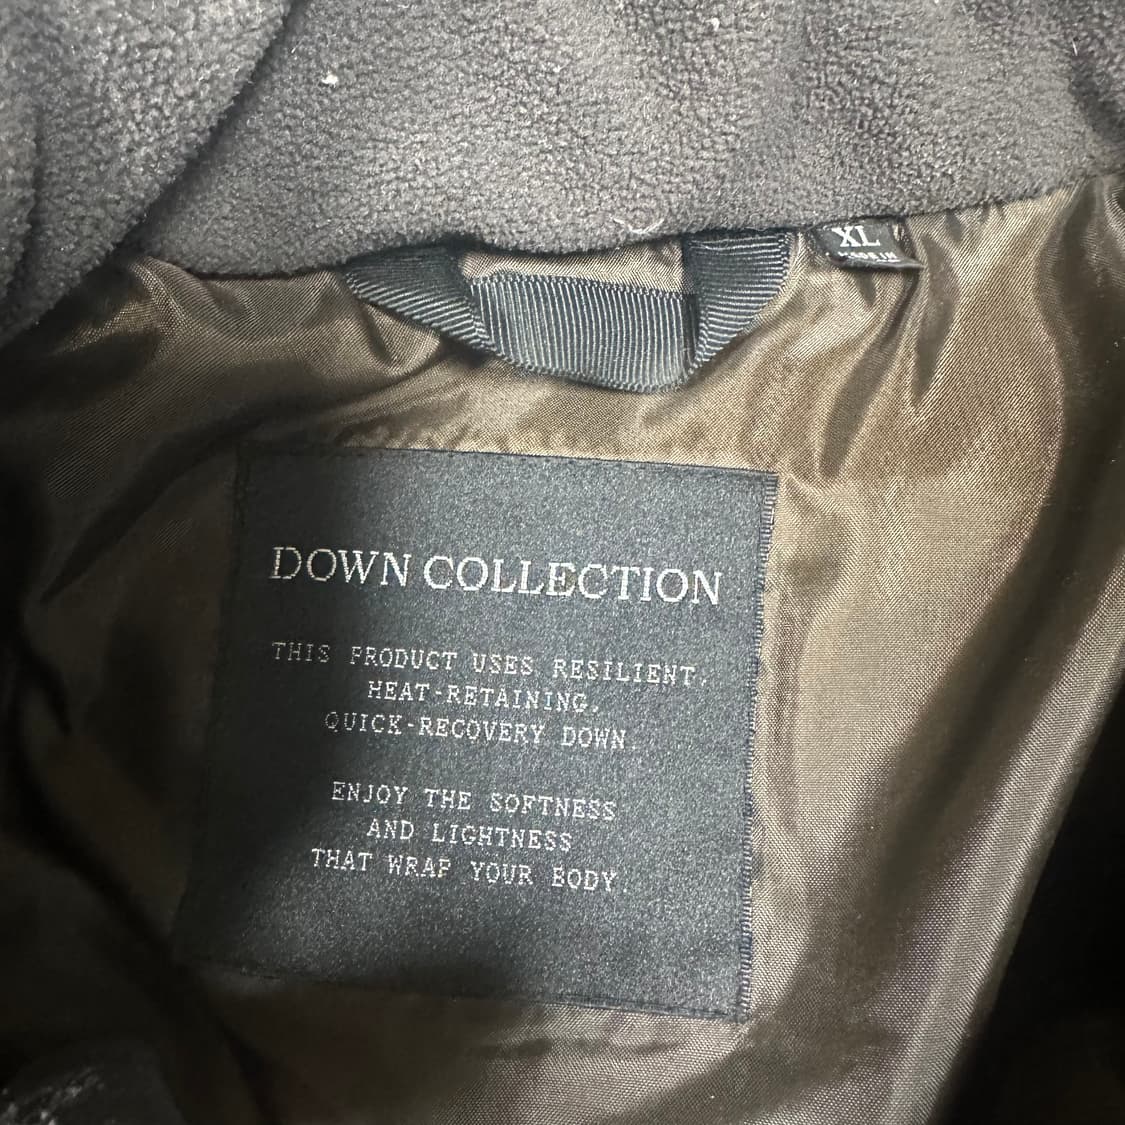 XL
DOWN COLLECTION
THIS PRODUCT USES RESILIENT,
HEAT-RETAINING,
QUICK-RECOVERY DOWN.
ENJOY THE SOFTNESS
AND LIGHTNESS
THAT WRAP YOUR BODY.